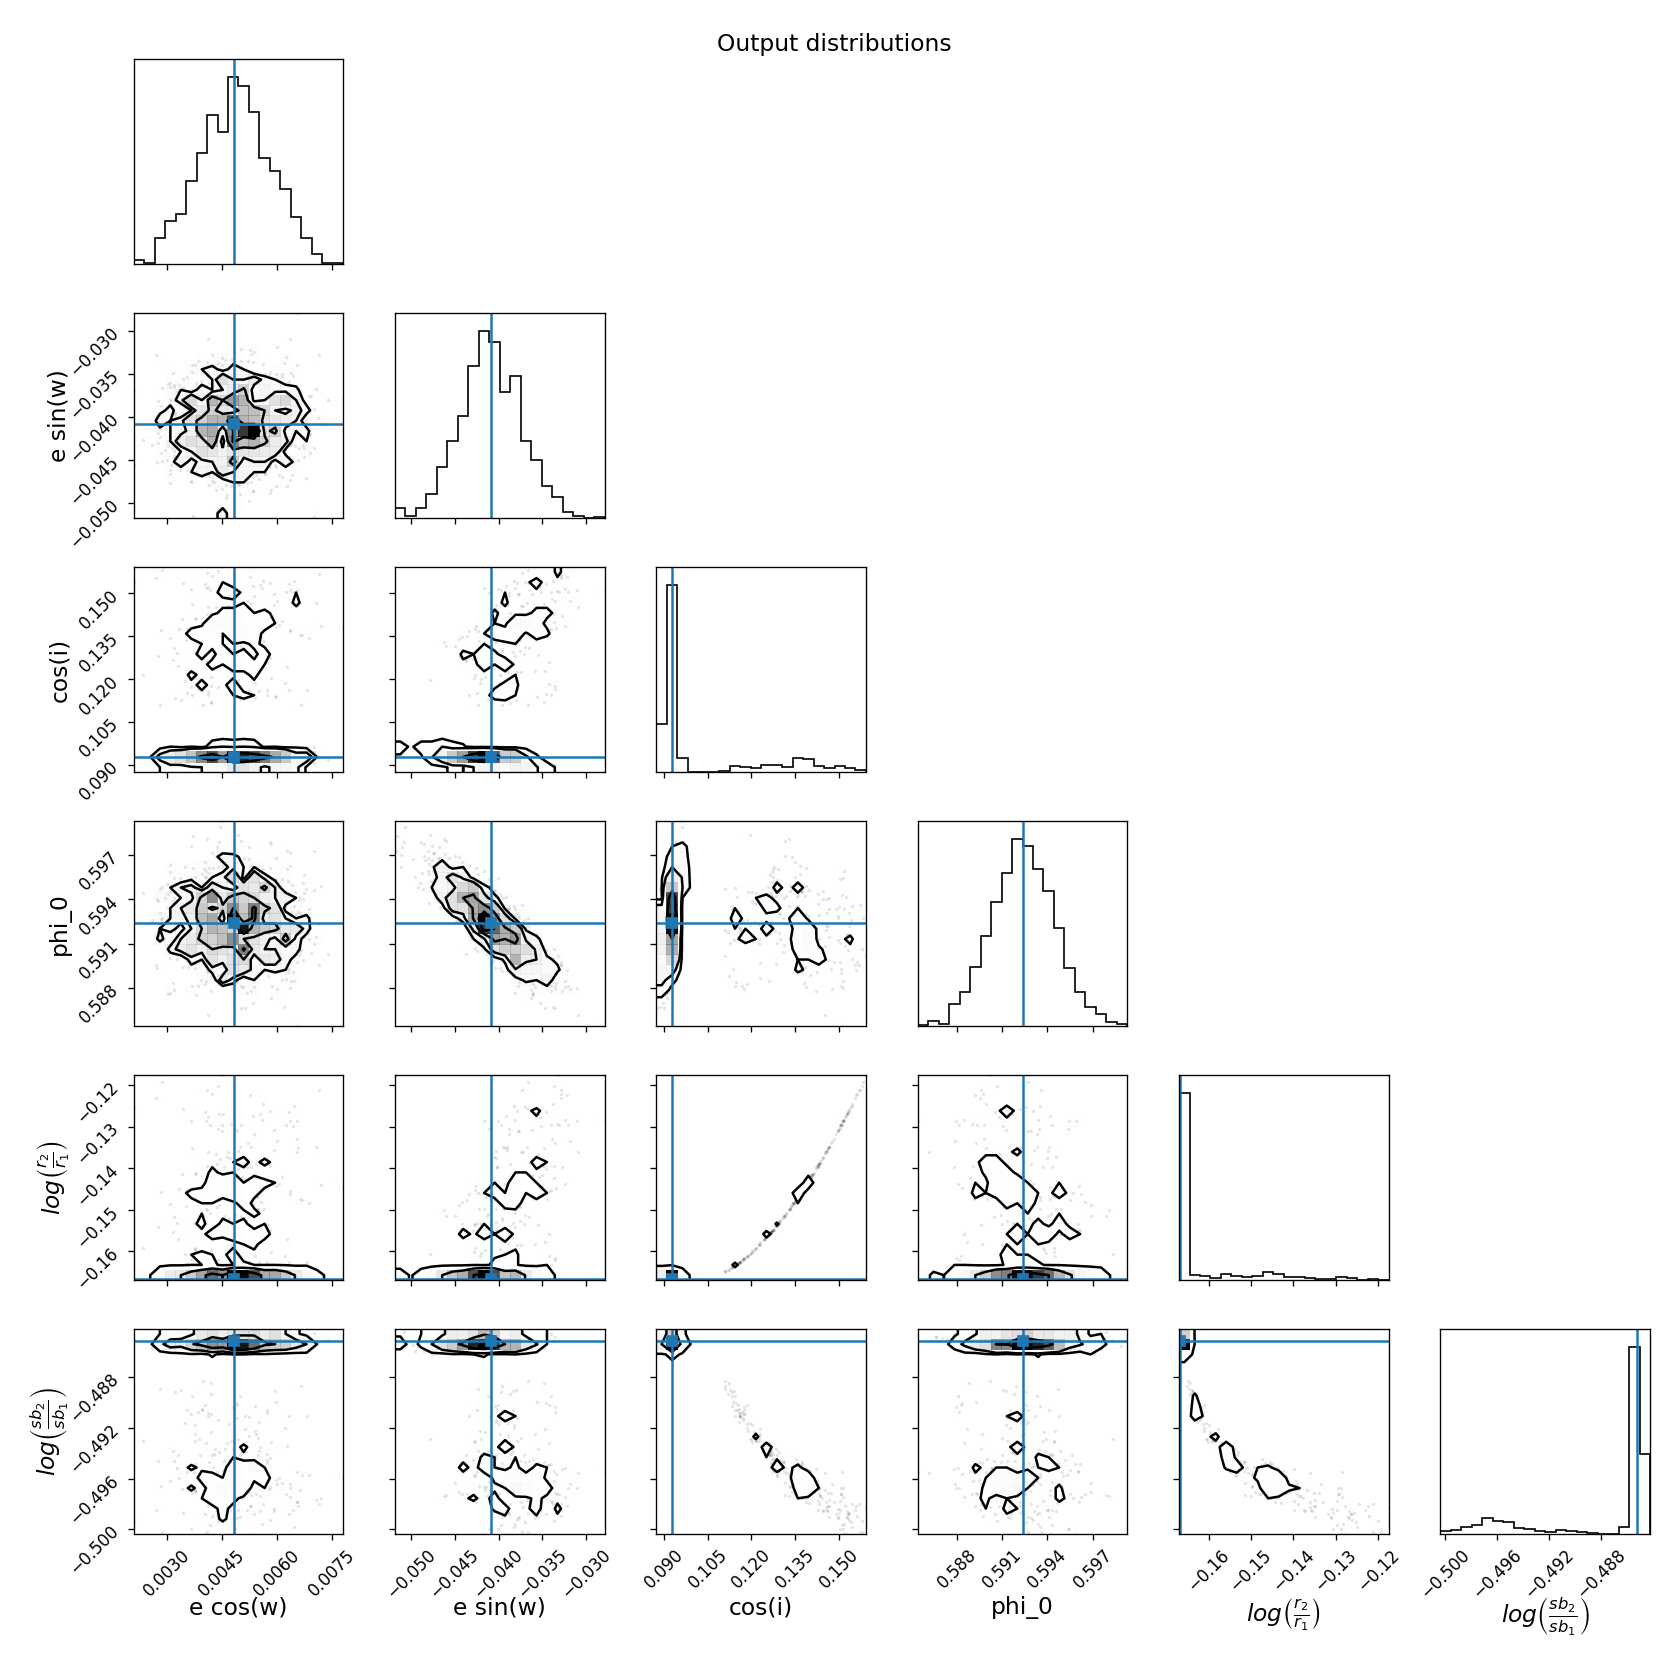 Output distributions
e sin(w)
−0.030
−0.035
−0.040
−0.045
−0.050
cos(i)
0.150
0.135
0.120
0.105
0.090
phi_0
0.597
0.594
0.591
0.588
log(r₂/r₁)
−0.12
−0.13
−0.14
−0.15
−0.16
log(sb₂/sb₁)
−0.488
−0.492
−0.496
−0.500
0.0030 0.0045 0.0060 0.0075
−0.050 −0.045 −0.040 −0.035 −0.030
0.090 0.105 0.120 0.135 0.150
0.588 0.591 0.594 0.597
−0.16 −0.15 −0.14 −0.13 −0.12
−0.500 −0.496 −0.492 −0.488
e cos(w)
e sin(w)
cos(i)
phi_0
log(r₂/r₁)
log(sb₂/sb₁)